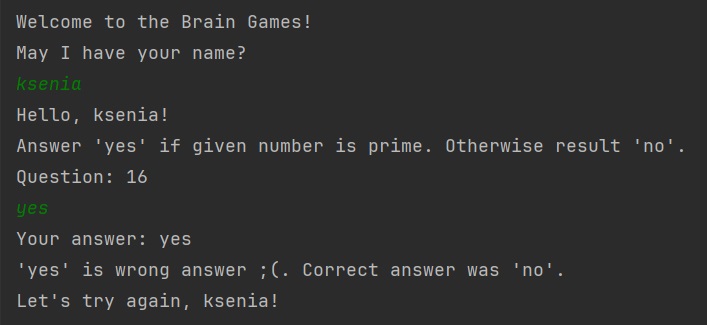 Welcome to the Brain Games!
May I have your name?
ksenia
Hello, ksenia!
Answer 'yes' if given number is prime. Otherwise result 'no'.
Question: 16
yes
Your answer: yes
'yes' is wrong answer ;(. Correct answer was 'no'.
Let's try again, ksenia!